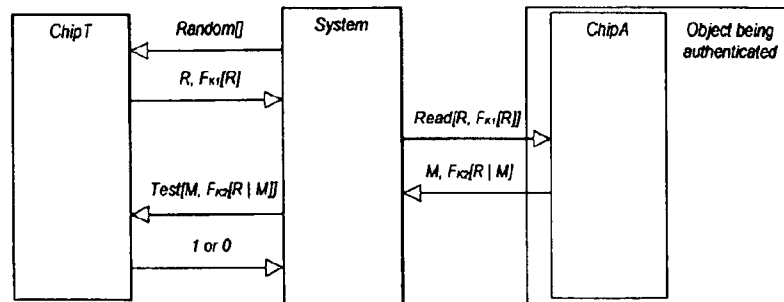 ChipT
System
ChipA
Object being
authenticated
Random[]
R, FK1[R]
Read[R, FK1[R]]
M, FK2[R | M]
Test[M, FK2[R | M]]
1 or 0